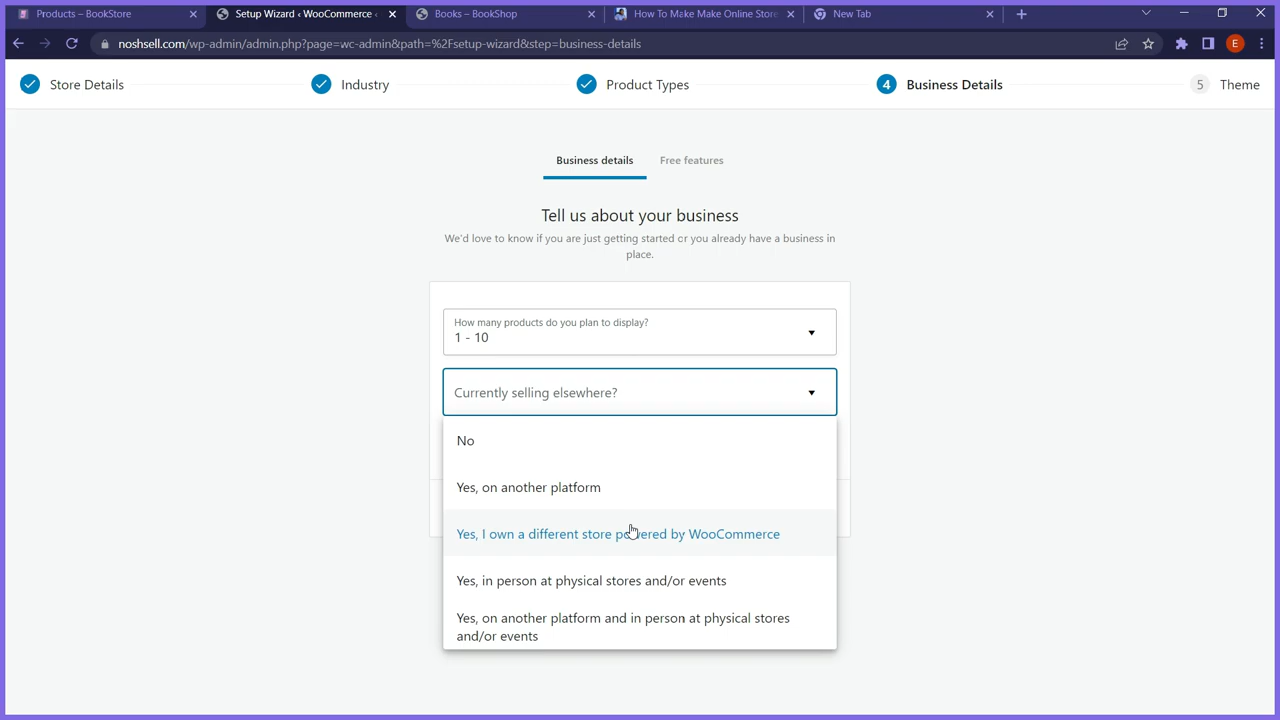 Products – BookStore
Setup Wizard ‹ WooCommerce ‹
Books – BookShop
How To Make Make Online Store
New Tab
noshsell.com/wp-admin/admin.php?page=wc-admin&path=%2Fsetup-wizard&step=business-details
E
Store Details
Industry
Product Types
4 Business Details
5 Theme
Business details
Free features
Tell us about your business
We'd love to know if you are just getting started or you already have a business in
place.
How many products do you plan to display?
1 - 10
Currently selling elsewhere?
No
Yes, on another platform
Yes, I own a different store powered by WooCommerce
Yes, in person at physical stores and/or events
Yes, on another platform and in person at physical stores
and/or events